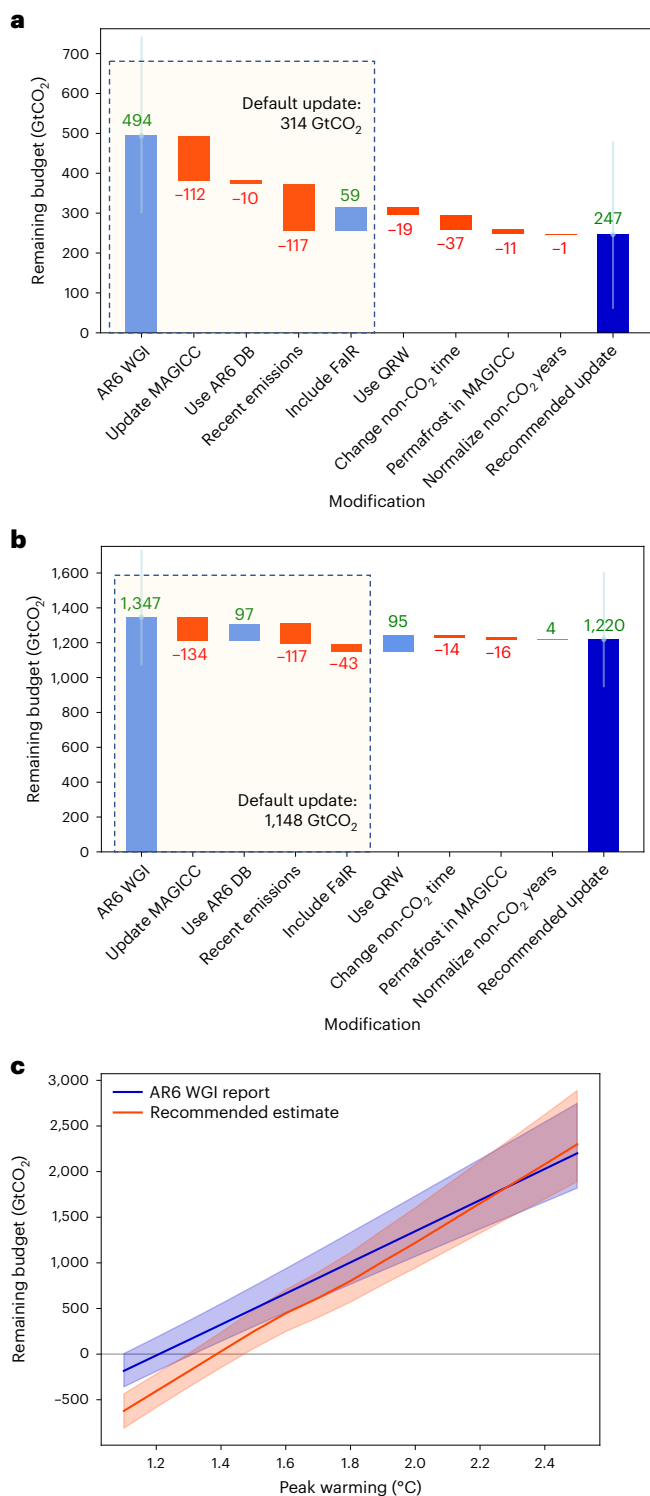 a
Remaining budget (GtCO₂)
700
600
500
400
300
200
100
0
Default update:
314 GtCO₂
494
−112
−10
−117
59
−19
−37
−11
−1
247
AR6 WGI
Update MAGICC
Use AR6 DB
Recent emissions
Include FaIR
Use QRW
Change non-CO₂ time
Permafrost in MAGICC
Normalize non-CO₂ years
Recommended update
Modification
b
Remaining budget (GtCO₂)
1,600
1,400
1,200
1,000
800
600
400
200
0
1,347
−134
97
−117
−43
95
−14
−16
4
1,220
Default update:
1,148 GtCO₂
AR6 WGI
Update MAGICC
Use AR6 DB
Recent emissions
Include FaIR
Use QRW
Change non-CO₂ time
Permafrost in MAGICC
Normalize non-CO₂ years
Recommended update
Modification
c
Remaining budget (GtCO₂)
3,000
2,500
2,000
1,500
1,000
500
0
−500
AR6 WGI report
Recommended estimate
1.2
1.4
1.6
1.8
2.0
2.2
2.4
Peak warming (°C)